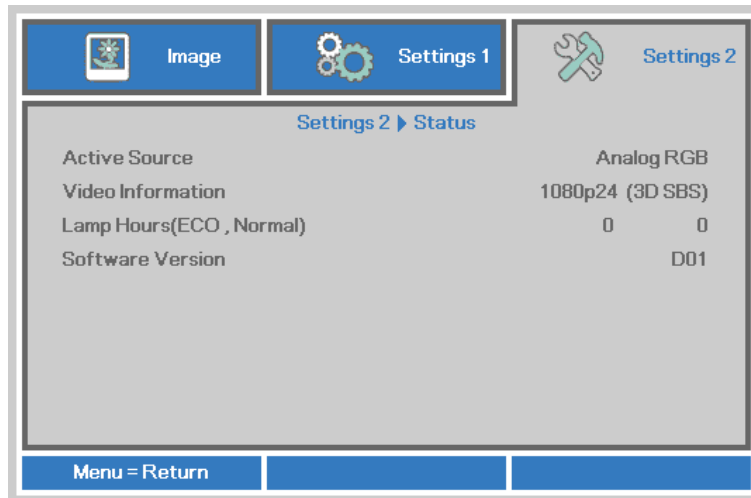 Image Settings 1 Settings 2
Settings 2 ▶ Status
Active Source Analog RGB
Video Information 1080p24 (3D SBS)
Lamp Hours(ECO , Normal) 0 0
Software Version D01
Menu = Return